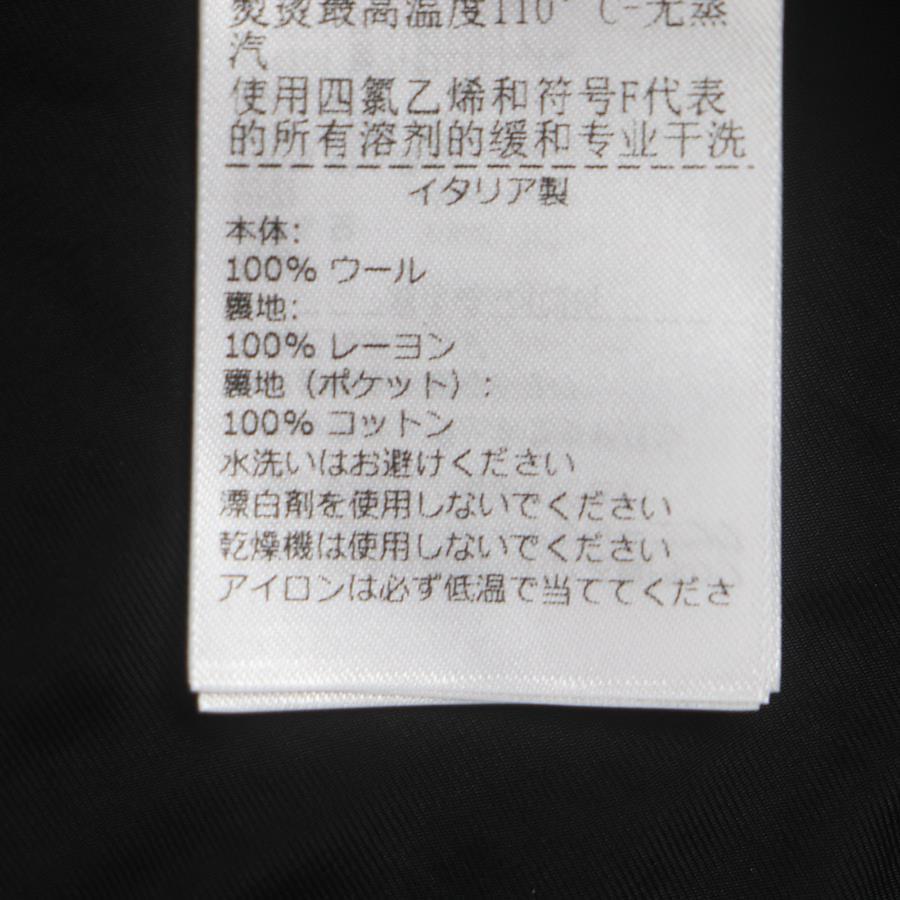 熨烫最高温度110°C-无蒸
汽
使用四氯乙烯和符号F代表
的所有溶剂的缓和专业干洗
イタリア製
本体:
100% ウール
裏地:
100% レーヨン
裏地（ポケット）:
100% コットン
水洗いはお避けください
漂白剤を使用しないでください
乾燥機は使用しないでください
アイロンは必ず低温で当ててくださ